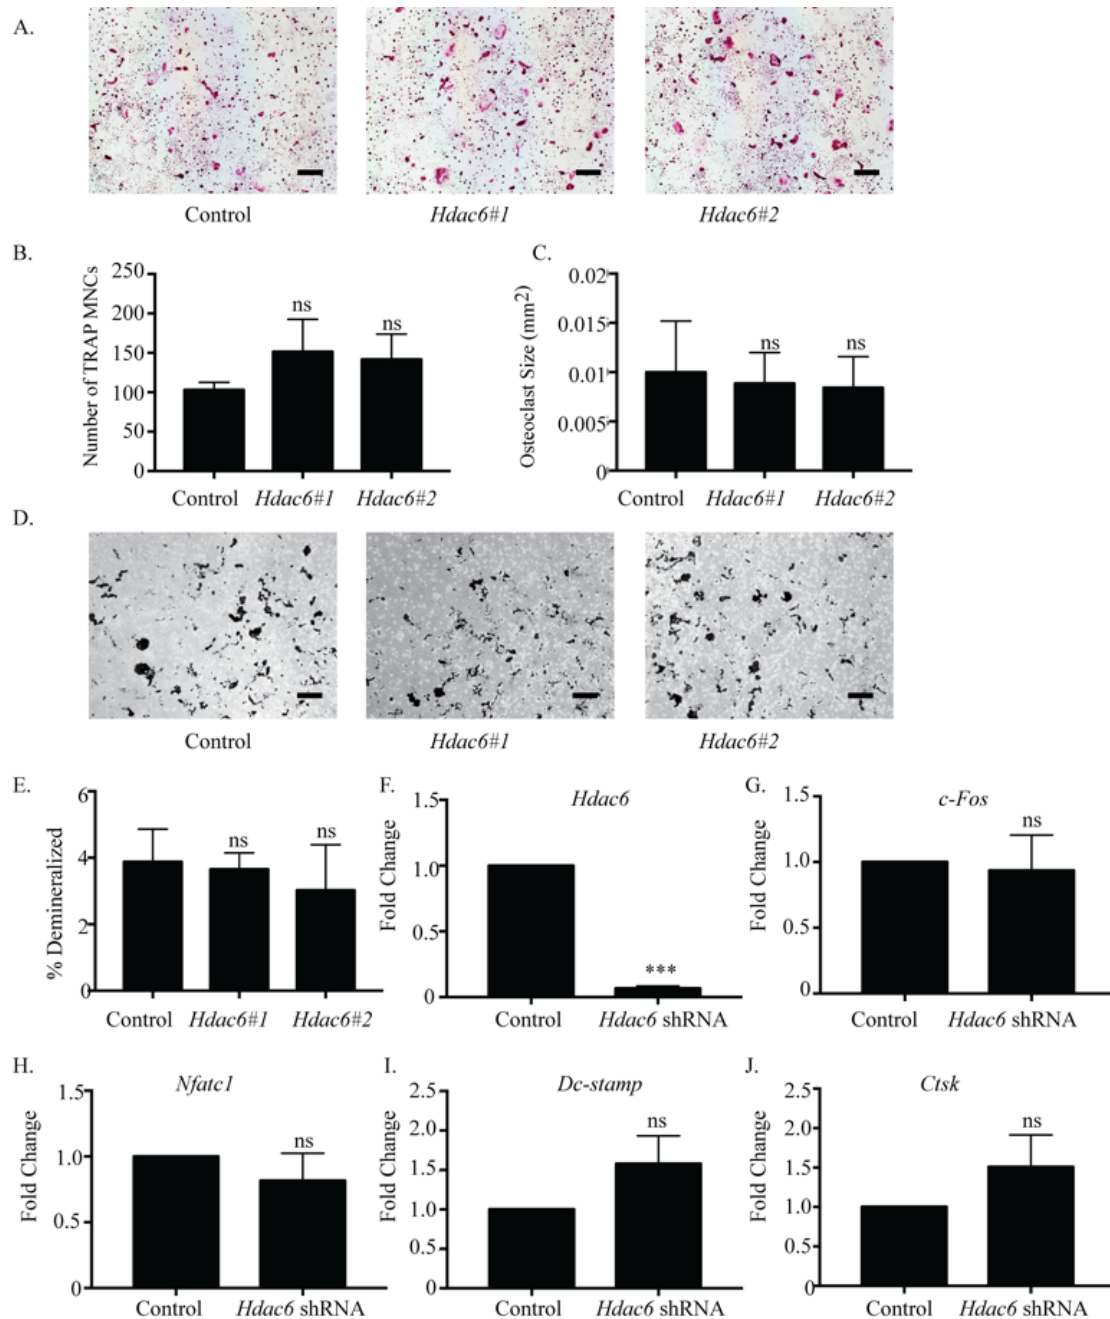 A.
Control
Hdac6#1
Hdac6#2
B.
Number of TRAP MNCs
250
200
150
100
50
0
ns
ns
Control
Hdac6#1
Hdac6#2
C.
Osteoclast Size (mm2)
0.02
0.015
0.01
0.005
0
ns
ns
Control
Hdac6#1
Hdac6#2
D.
Control
Hdac6#1
Hdac6#2
E.
% Demineralized
6
4
2
0
ns
ns
Control
Hdac6#1
Hdac6#2
F.
Hdac6
Fold Change
1.5
1.0
0.5
0
***
Control
Hdac6 shRNA
G.
c-Fos
Fold Change
1.5
1.0
0.5
0
ns
Control
Hdac6 shRNA
H.
Nfatc1
Fold Change
1.5
1.0
0.5
0
ns
Control
Hdac6 shRNA
I.
Dc-stamp
Fold Change
2.5
2.0
1.5
1.0
0.5
0
ns
Control
Hdac6 shRNA
J.
Ctsk
Fold Change
2.5
2.0
1.5
1.0
0.5
0
ns
Control
Hdac6 shRNA